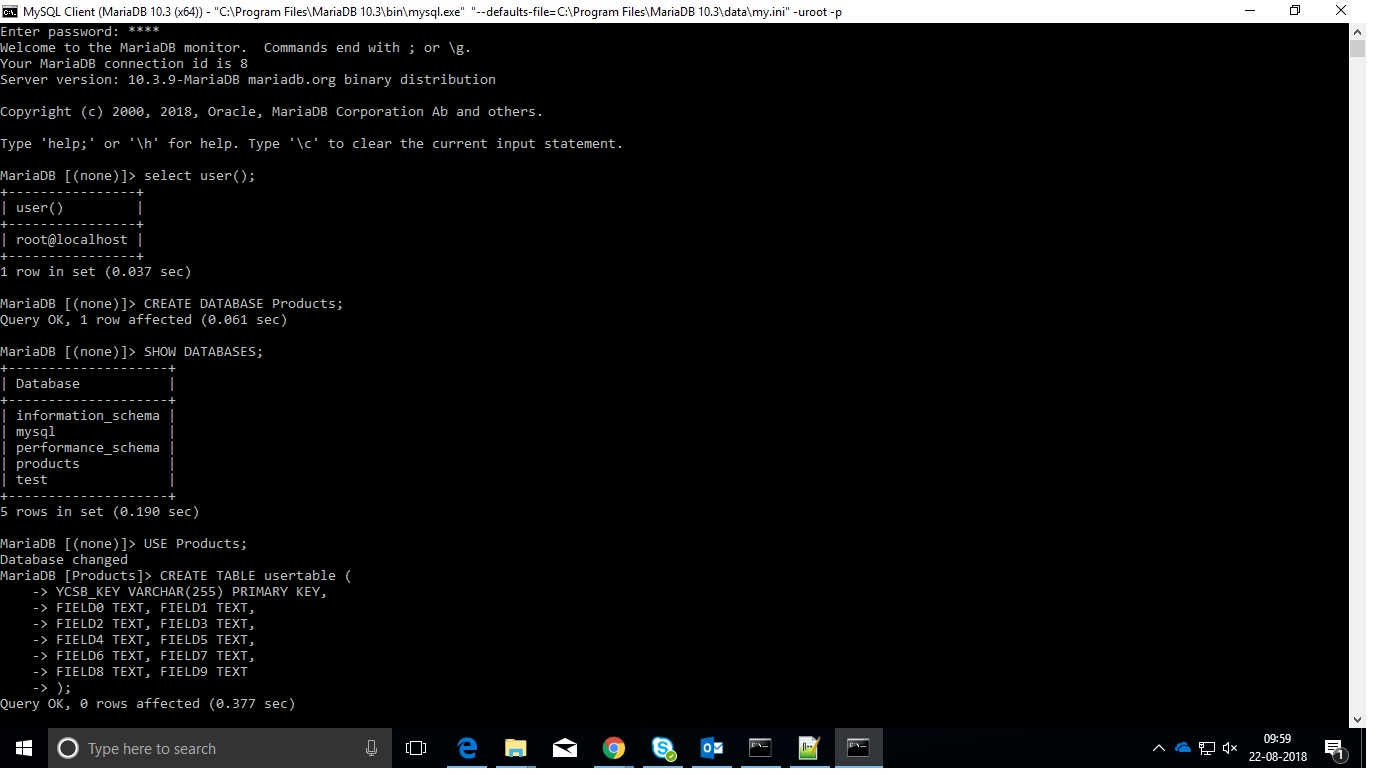 MySQL Client (MariaDB 10.3 (x64)) - "C:\Program Files\MariaDB 10.3\bin\mysql.exe" "--defaults-file=C:\Program Files\MariaDB 10.3\data\my.ini" -uroot -p
Enter password: ****
Welcome to the MariaDB monitor.  Commands end with ; or \g.
Your MariaDB connection id is 8
Server version: 10.3.9-MariaDB mariadb.org binary distribution

Copyright (c) 2000, 2018, Oracle, MariaDB Corporation Ab and others.

Type 'help;' or '\h' for help. Type '\c' to clear the current input statement.

MariaDB [(none)]> select user();
+----------------+
| user()         |
+----------------+
| root@localhost |
+----------------+
1 row in set (0.037 sec)

MariaDB [(none)]> CREATE DATABASE Products;
Query OK, 1 row affected (0.061 sec)

MariaDB [(none)]> SHOW DATABASES;
+--------------------+
| Database           |
+--------------------+
| information_schema |
| mysql              |
| performance_schema |
| products           |
| test               |
+--------------------+
5 rows in set (0.190 sec)

MariaDB [(none)]> USE Products;
Database changed
MariaDB [Products]> CREATE TABLE usertable (
    -> YCSB_KEY VARCHAR(255) PRIMARY KEY,
    -> FIELD0 TEXT, FIELD1 TEXT,
    -> FIELD2 TEXT, FIELD3 TEXT,
    -> FIELD4 TEXT, FIELD5 TEXT,
    -> FIELD6 TEXT, FIELD7 TEXT,
    -> FIELD8 TEXT, FIELD9 TEXT
    -> );
Query OK, 0 rows affected (0.377 sec)
Type here to search
09:59
22-08-2018
1